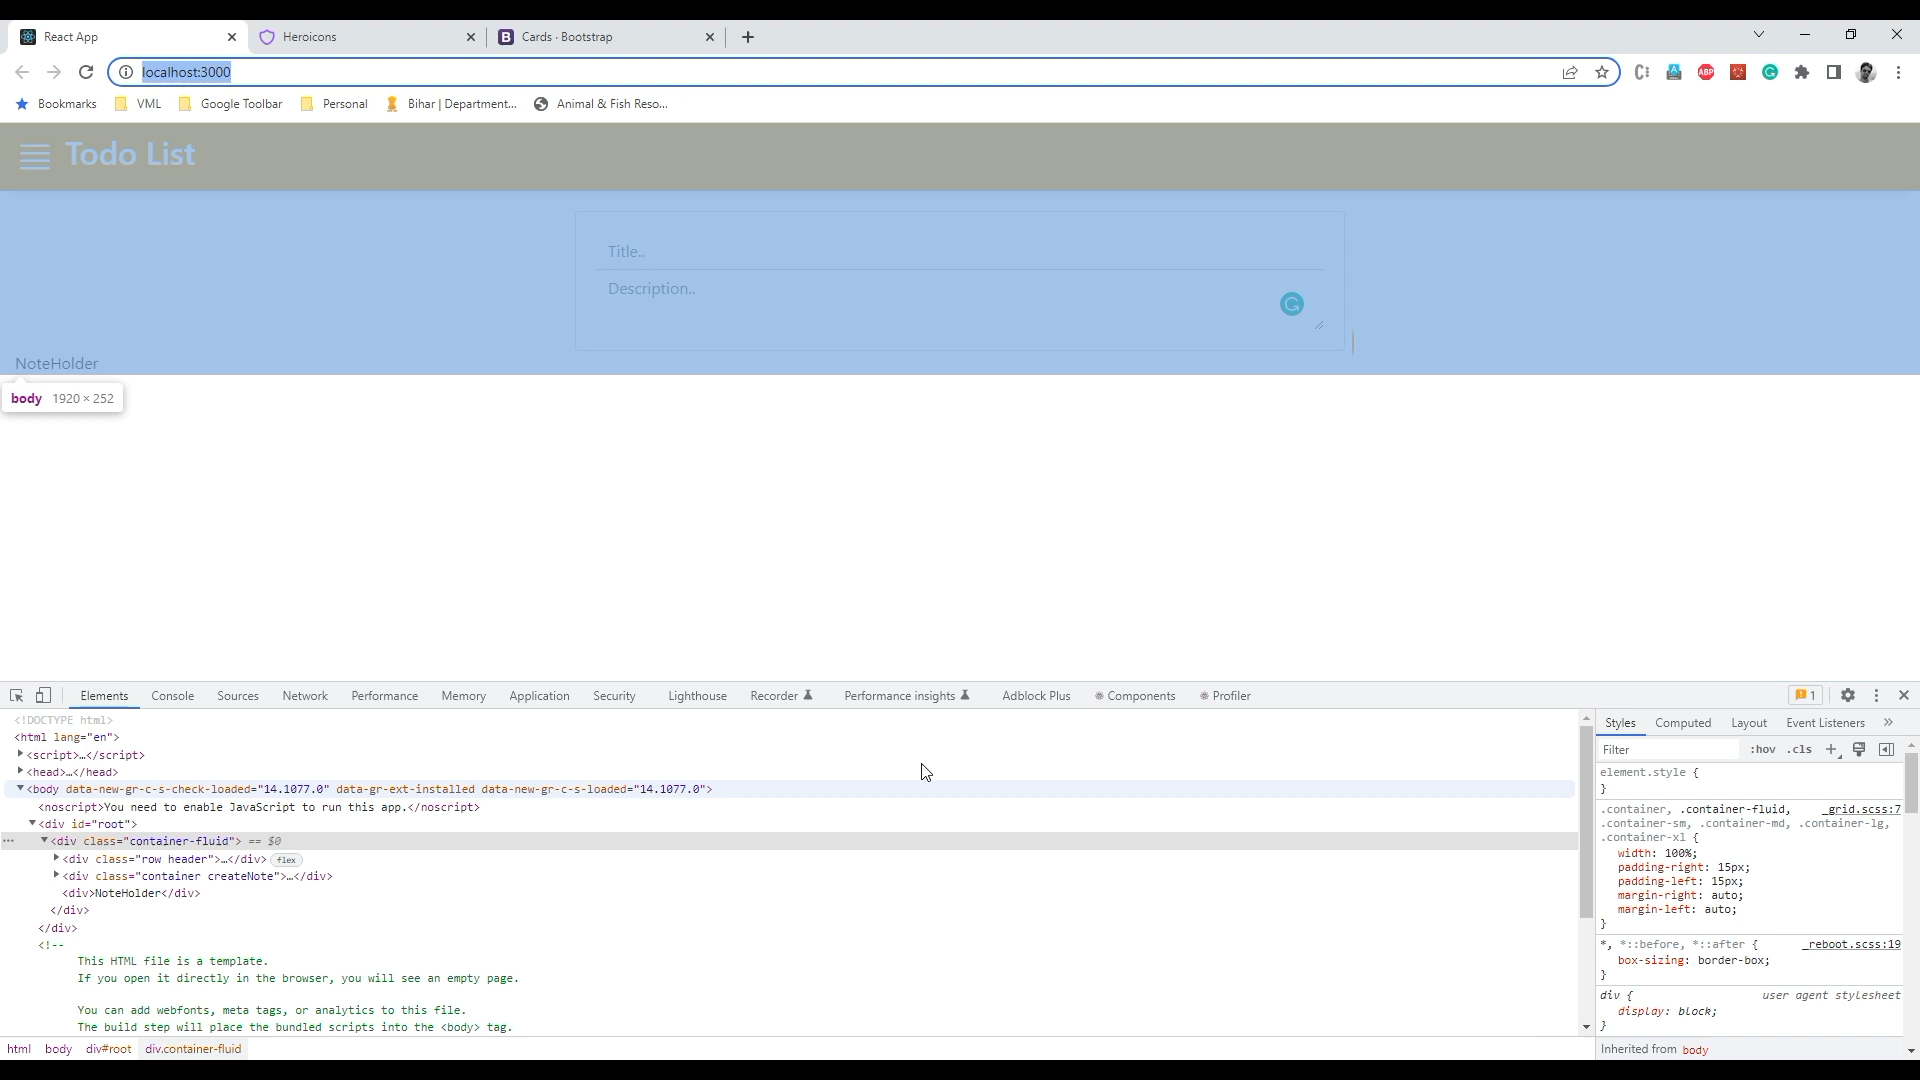 React App
Heroicons
Cards · Bootstrap
localhost:3000
ABP
Bookmarks
VML
Google Toolbar
Personal
Bihar | Department...
Animal & Fish Reso...
Todo List
Title..
Description..
NoteHolder
body 1920 × 252
Elements
Console
Sources
Network
Performance
Memory
Application
Security
Lighthouse
Recorder
Performance insights
Adblock Plus
Components
Profiler
1
<!DOCTYPE html>
<html lang="en">
<script>…</script>
<head>…</head>
<body data-new-gr-c-s-check-loaded="14.1077.0" data-gr-ext-installed data-new-gr-c-s-loaded="14.1077.0">
<noscript>You need to enable JavaScript to run this app.</noscript>
<div id="root">
<div class="container-fluid"> == $0
<div class="row header">…</div> flex
<div class="container createNote">…</div>
<div>NoteHolder</div>
</div>
</div>
<!--
This HTML file is a template.
If you open it directly in the browser, you will see an empty page.
You can add webfonts, meta tags, or analytics to this file.
The build step will place the bundled scripts into the <body> tag.
html body div#root div.container-fluid
Styles
Computed
Layout
Event Listeners
Filter
:hov
.cls
element.style {
}
.container, .container-fluid, _grid.scss:7
.container-sm, .container-md, .container-lg,
.container-xl {
width: 100%;
padding-right: 15px;
padding-left: 15px;
margin-right: auto;
margin-left: auto;
}
*, *::before, *::after { _reboot.scss:19
box-sizing: border-box;
}
div { user agent stylesheet
display: block;
}
Inherited from body